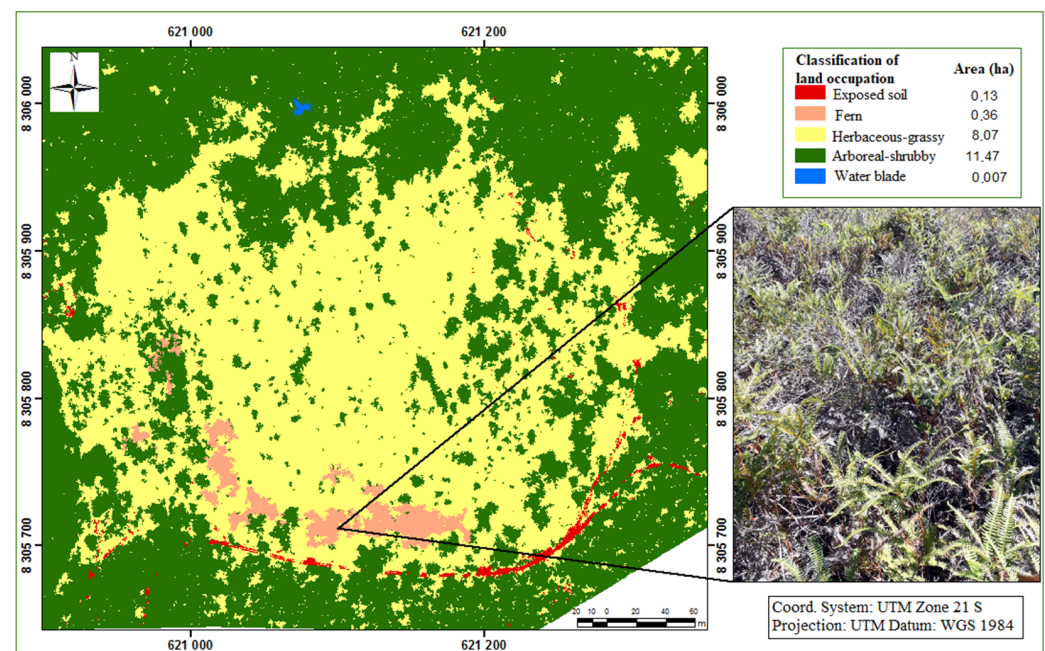 621 000
621 200
N
8 306 000
8 305 900
8 305 800
8 305 700
8 306 000
8 305 900
8 305 800
8 305 700
Classification of
land occupation
Area (ha)
Exposed soil 0,13
Fern 0,36
Herbaceous-grassy 8,07
Arboreal-shrubby 11,47
Water blade 0,007
20 10 0 20 40 60
m
621 000
621 200
Coord. System: UTM Zone 21 S
Projection: UTM Datum: WGS 1984